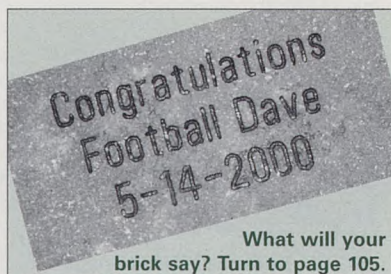 Congratulations
Football Dave
5-14-2000
What will your
brick say? Turn to page 105.